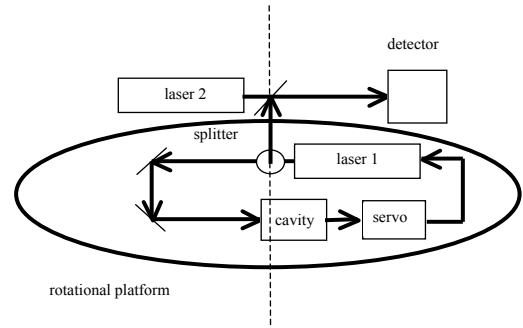 detector
laser 2
splitter
laser 1
cavity
servo
rotational platform